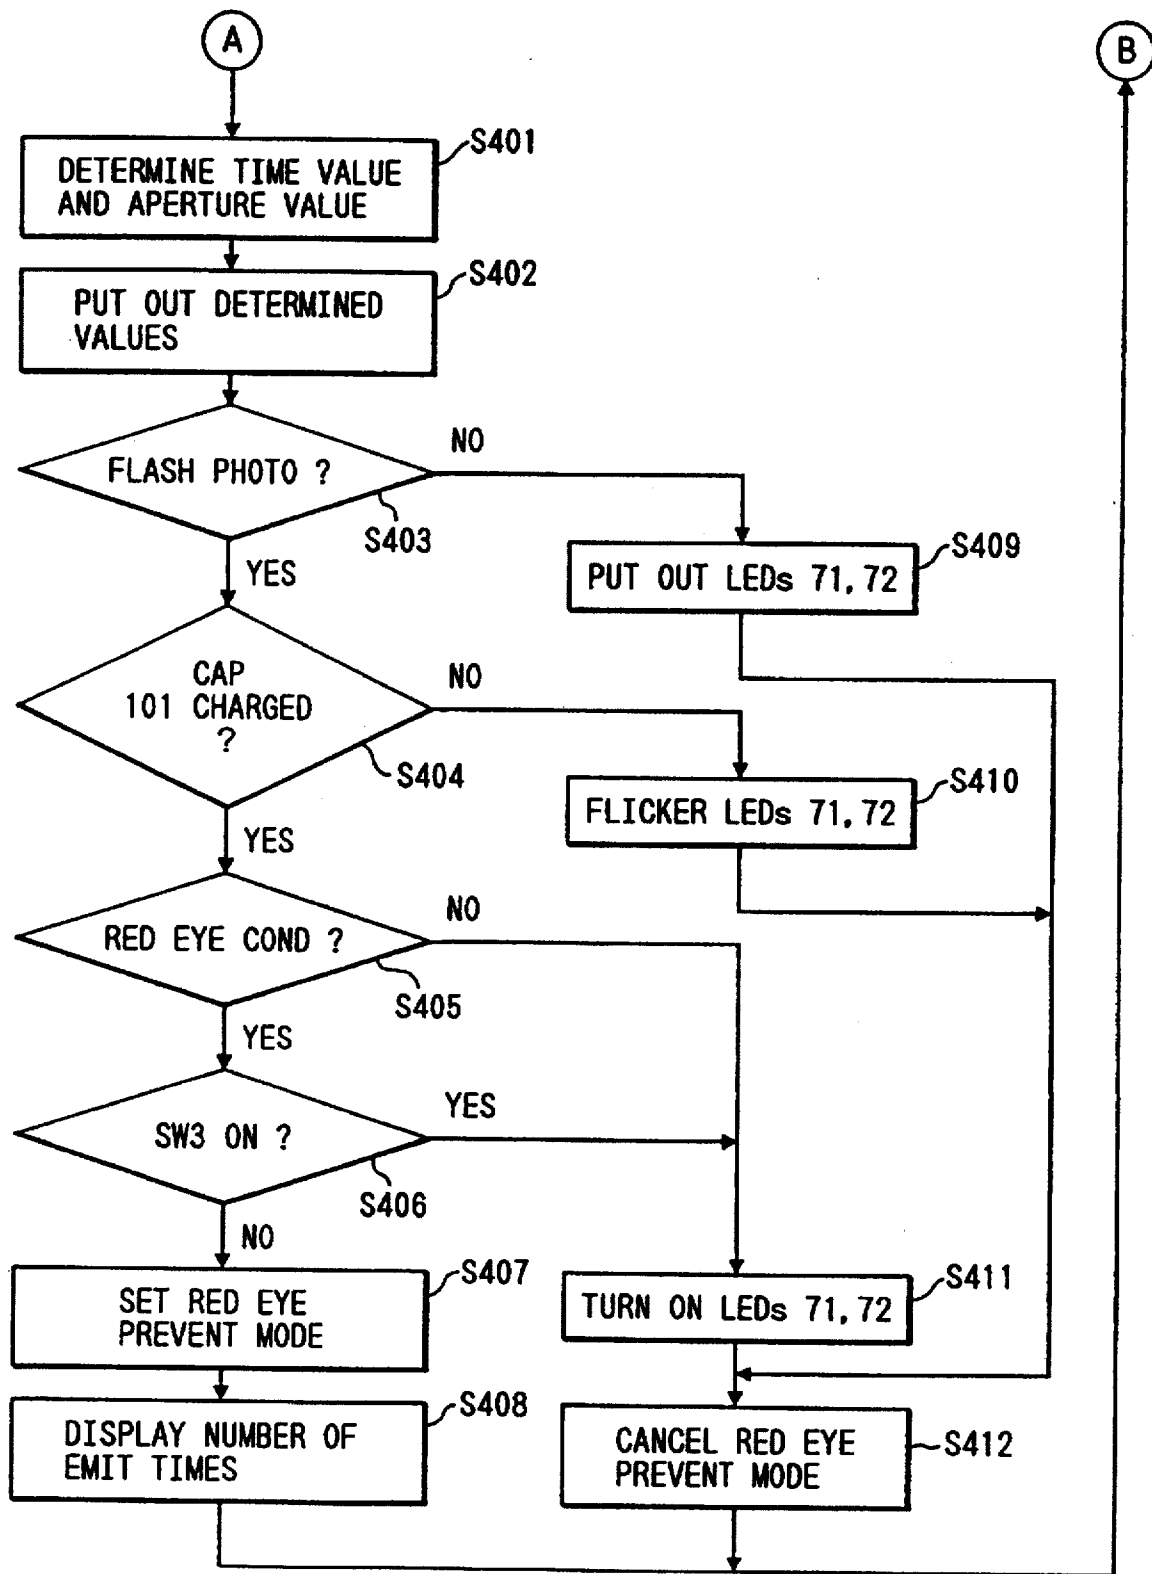 A
B
S401
DETERMINE TIME VALUE
AND APERTURE VALUE
S402
PUT OUT DETERMINED
VALUES
NO
FLASH PHOTO ?
S403
YES
S409
PUT OUT LEDs 71, 72
CAP
101 CHARGED
?
NO
S404
YES
S410
FLICKER LEDs 71, 72
NO
RED EYE COND ?
S405
YES
YES
SW3 ON ?
S406
NO
S407
SET RED EYE
PREVENT MODE
S411
TURN ON LEDs 71, 72
S408
DISPLAY NUMBER OF
EMIT TIMES
S412
CANCEL RED EYE
PREVENT MODE